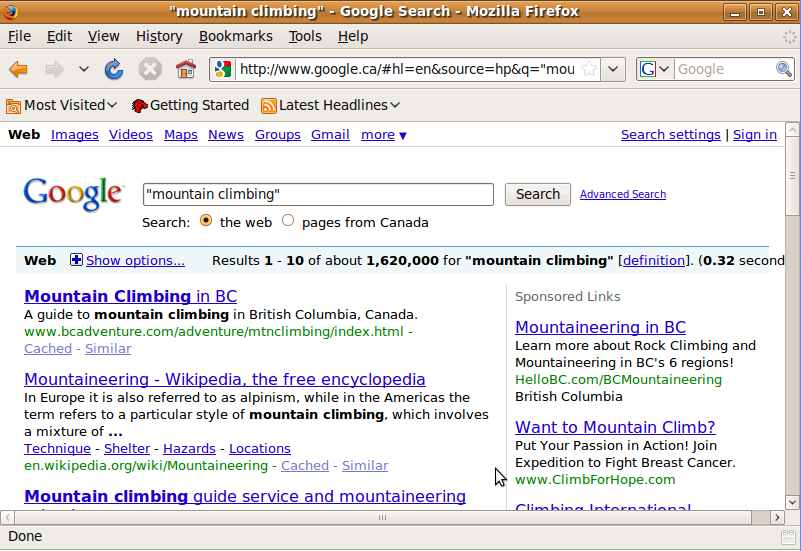 "mountain climbing" - Google Search - Mozilla Firefox
File Edit View History Bookmarks Tools Help
http://www.google.ca/#hl=en&source=hp&q="mou
G Google
Most Visited Getting Started Latest Headlines
Web Images Videos Maps News Groups Gmail more ▼ Search settings | Sign in
Google
"mountain climbing" Search Advanced Search
Search: the web pages from Canada
Web Show options... Results 1 - 10 of about 1,620,000 for "mountain climbing" [definition]. (0.32 second
Mountain Climbing in BC
A guide to mountain climbing in British Columbia, Canada.
www.bcadventure.com/adventure/mtnclimbing/index.html -
Cached - Similar
Mountaineering - Wikipedia, the free encyclopedia
In Europe it is also referred to as alpinism, while in the Americas the
term refers to a particular style of mountain climbing, which involves
a mixture of ...
Technique - Shelter - Hazards - Locations
en.wikipedia.org/wiki/Mountaineering - Cached - Similar
Mountain climbing guide service and mountaineering
Sponsored Links
Mountaineering in BC
Learn more about Rock Climbing and
Mountaineering in BC's 6 regions!
HelloBC.com/BCMountaineering
British Columbia
Want to Mountain Climb?
Put Your Passion in Action! Join
Expedition to Fight Breast Cancer.
www.ClimbForHope.com
Climbing International
Done